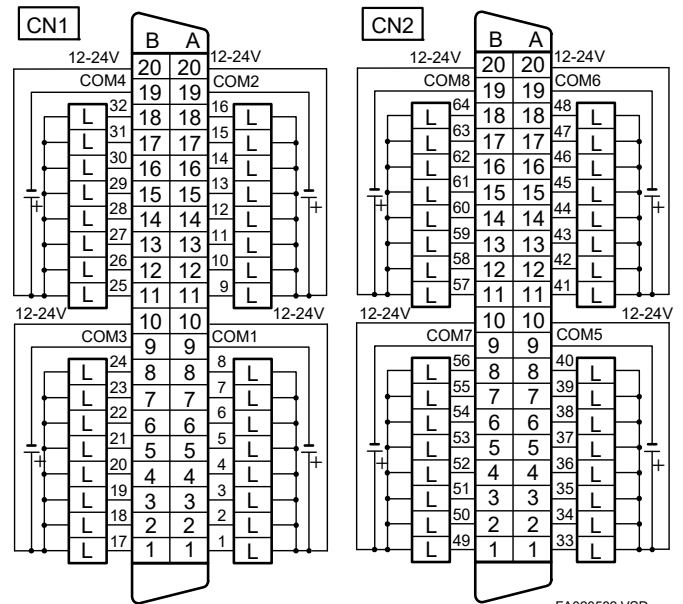 CN1
B A
12-24V 20 20 12-24V
COM4 19 19 COM2
L 32 18 18 16 L
L 31 17 17 15 L
L 30 16 16 14 L
L 29 15 15 13 L
L 28 14 14 12 L
L 27 13 13 11 L
L 26 12 12 10 L
L 25 11 11 9 L
12-24V 10 10 12-24V
COM3 9 9 COM1
L 24 8 8 8 L
L 23 7 7 7 L
L 22 6 6 6 L
L 21 5 5 5 L
L 20 4 4 4 L
L 19 3 3 3 L
L 18 2 2 2 L
L 17 1 1 1 L
+ +
+ +
CN2
B A
12-24V 20 20 12-24V
COM8 19 19 COM6
L 64 18 18 48 L
L 63 17 17 47 L
L 62 16 16 46 L
L 61 15 15 45 L
L 60 14 14 44 L
L 59 13 13 43 L
L 58 12 12 42 L
L 57 11 11 41 L
12-24V 10 10 12-24V
COM7 9 9 COM5
L 56 8 8 40 L
L 55 7 7 39 L
L 54 6 6 38 L
L 53 5 5 37 L
L 52 4 4 36 L
L 51 3 3 35 L
L 50 2 2 34 L
L 49 1 1 33 L
+ +
+ +